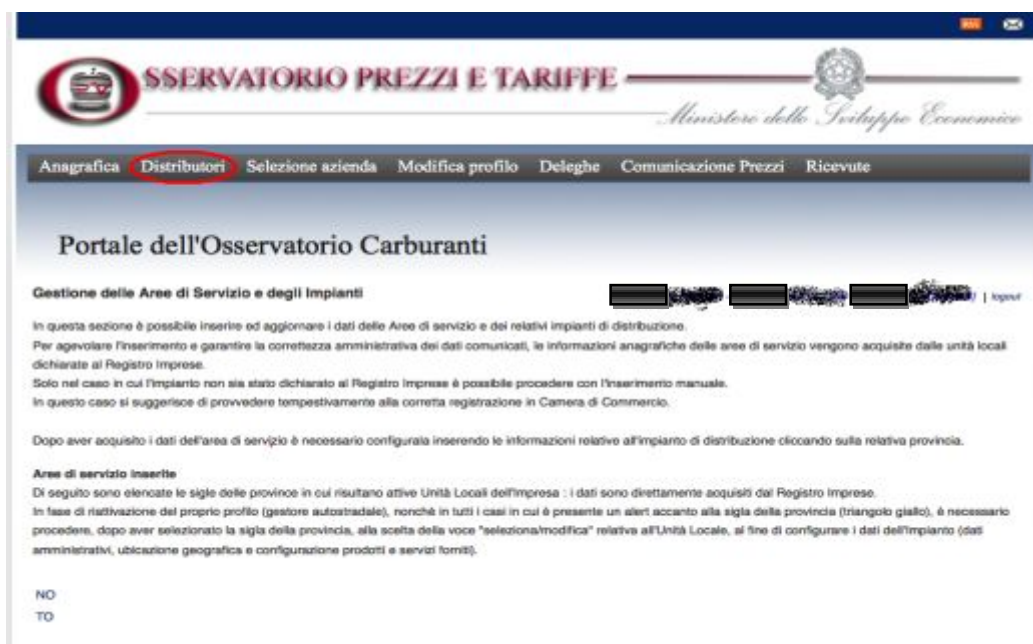 RSS
OSSERVATORIO PREZZI E TARIFFE
Ministero dello Sviluppo Economico
Anagrafica Distributori Selezione azienda Modifica profilo Deleghe Comunicazione Prezzi Ricevute
Portale dell'Osservatorio Carburanti
Gestione delle Aree di Servizio e degli Impianti
| logout
In questa sezione è possibile inserire ed aggiornare i dati delle Aree di servizio e dei relativi impianti di distribuzione.
Per agevolare l'inserimento e garantire la correttezza amministrativa dei dati comunicati, le informazioni anagrafiche delle aree di servizio vengono acquisite dalle unità locali
dichiarate al Registro Imprese.
Solo nel caso in cui l'impianto non sia stato dichiarato al Registro Imprese è possibile procedere con l'inserimento manuale.
In questo caso si suggerisce di provvedere tempestivamente alla corretta registrazione in Camera di Commercio.
Dopo aver acquisito i dati dell'area di servizio è necessario configurala inserendo le informazioni relative all'impianto di distribuzione cliccando sulla relativa provincia.
Aree di servizio inserite
Di seguito sono elencate le sigle delle province in cui risultano attive Unità Locali dell'Impresa : i dati sono direttamente acquisiti dal Registro Imprese.
In fase di riattivazione del proprio profilo (gestore autostradale), nonchè in tutti i casi in cui è presente un alert accanto alla sigla della provincia (triangolo giallo), è necessario
procedere, dopo aver selezionato la sigla della provincia, alla scelta della voce "seleziona/modifica" relativa all'Unità Locale, al fine di configurare i dati dell'Impianto (dati
amministrativi, ubicazione geografica e configurazione prodotti e servizi forniti).
NO
TO